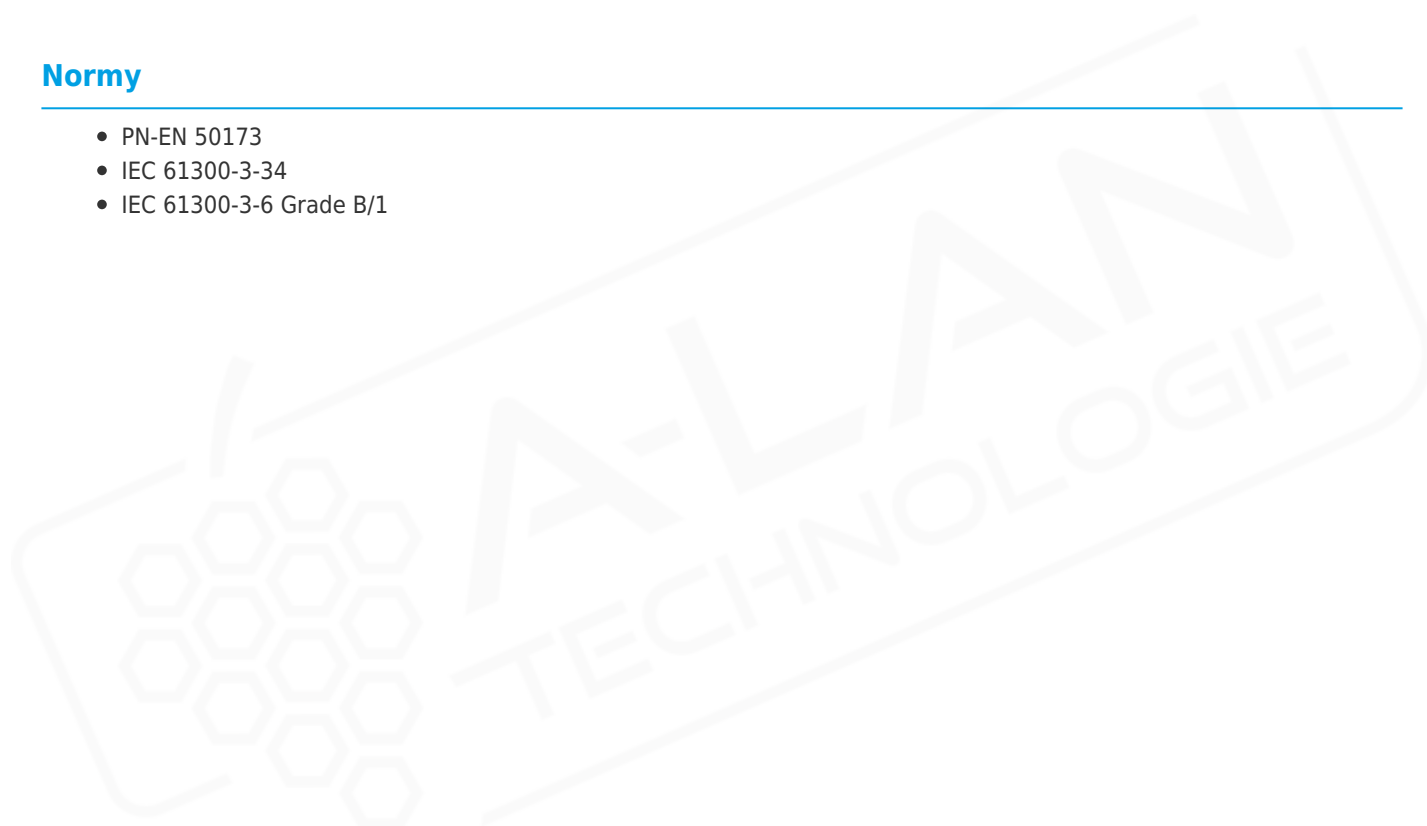 Normy
PN-EN 50173
IEC 61300-3-34
IEC 61300-3-6 Grade B/1
A-LAN
TECHNOLOGIE